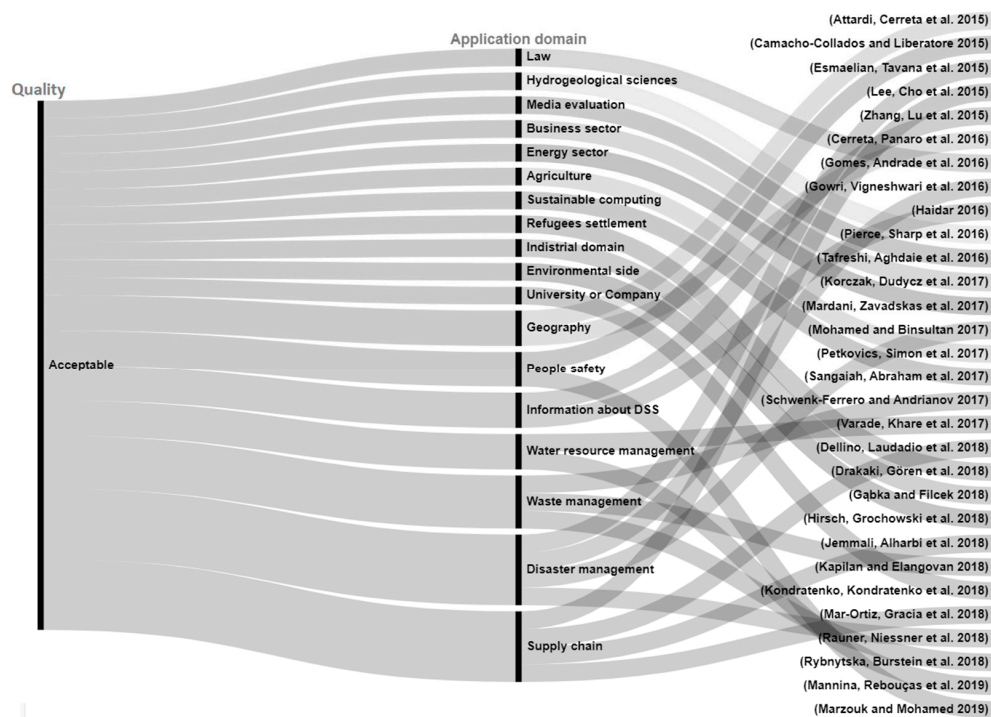 Quality
Acceptable
Application domain
Law
Hydrogeological sciences
Media evaluation
Business sector
Energy sector
Agriculture
Sustainable computing
Refugees settlement
Indistrial domain
Environmental side
University or Company
Geography
People safety
Information about DSS
Water resource management
Waste management
Disaster management
Supply chain
(Attardi, Cerreta et al. 2015)
(Camacho-Collados and Liberatore 2015)
(Esmaelian, Tavana et al. 2015)
(Lee, Cho et al. 2015)
(Zhang, Lu et al. 2015)
(Cerreta, Panaro et al. 2016)
(Gomes, Andrade et al. 2016)
(Gowri, Vigneshwari et al. 2016)
(Haidar 2016)
(Pierce, Sharp et al. 2016)
(Tafreshi, Aghdaie et al. 2016)
(Korczak, Dudycz et al. 2017)
(Mardani, Zavadskas et al. 2017)
(Mohamed and Binsultan 2017)
(Petkovics, Simon et al. 2017)
(Sangaiah, Abraham et al. 2017)
(Schwenk-Ferrero and Andrianov 2017)
(Varade, Khare et al. 2017)
(Dellino, Laudadio et al. 2018)
(Drakaki, Gören et al. 2018)
(Gąbka and Filcek 2018)
(Hirsch, Grochowski et al. 2018)
(Jemmali, Alharbi et al. 2018)
(Kapilan and Elangovan 2018)
(Kondratenko, Kondratenko et al. 2018)
(Mar-Ortiz, Gracia et al. 2018)
(Rauner, Niessner et al. 2018)
(Rybnytska, Burstein et al. 2018)
(Mannina, Rebouças et al. 2019)
(Marzouk and Mohamed 2019)